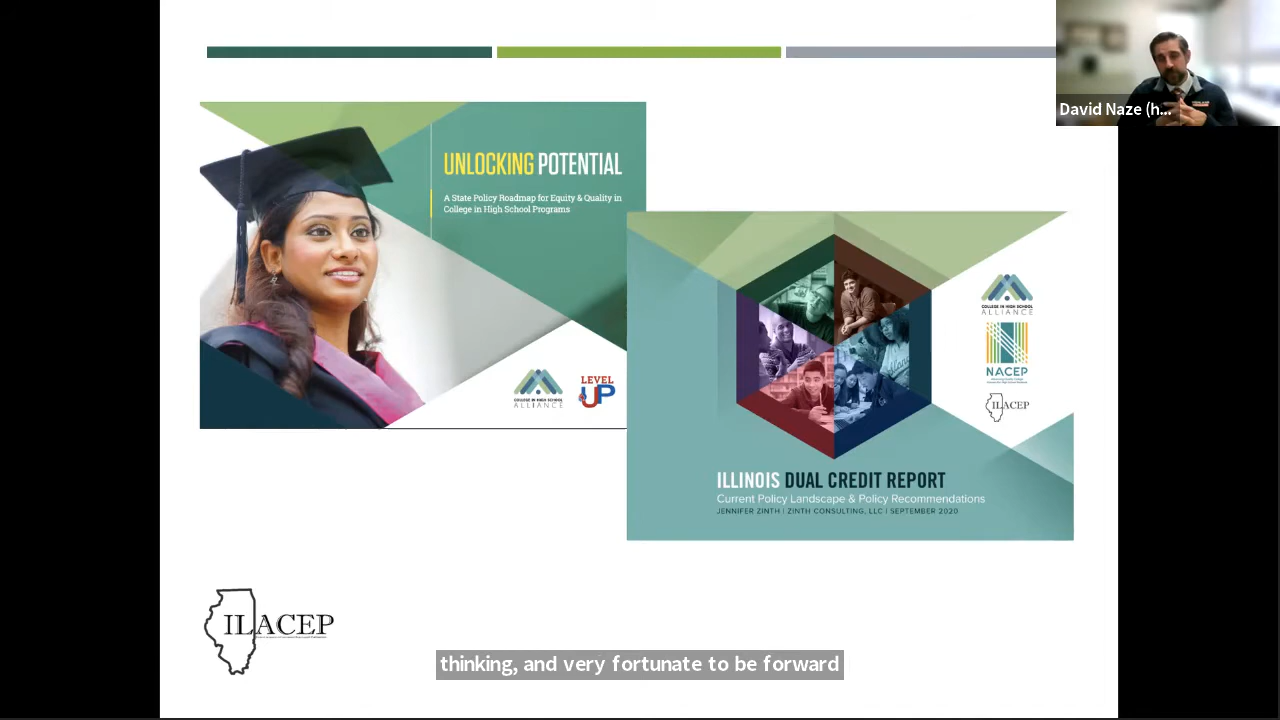 David Naze (h...
UNLOCKING POTENTIAL
A State Policy Roadmap for Equity & Quality in
College in High School Programs
COLLEGE IN HIGH SCHOOL
ALLIANCE
LEVEL
UP
COLLEGE IN HIGH SCHOOL
ALLIANCE
NACEP
ILACEP
ILLINOIS DUAL CREDIT REPORT
Current Policy Landscape & Policy Recommendations
JENNIFER ZINTH | ZINTH CONSULTING, LLC | SEPTEMBER 2020
ILACEP
thinking, and very fortunate to be forward